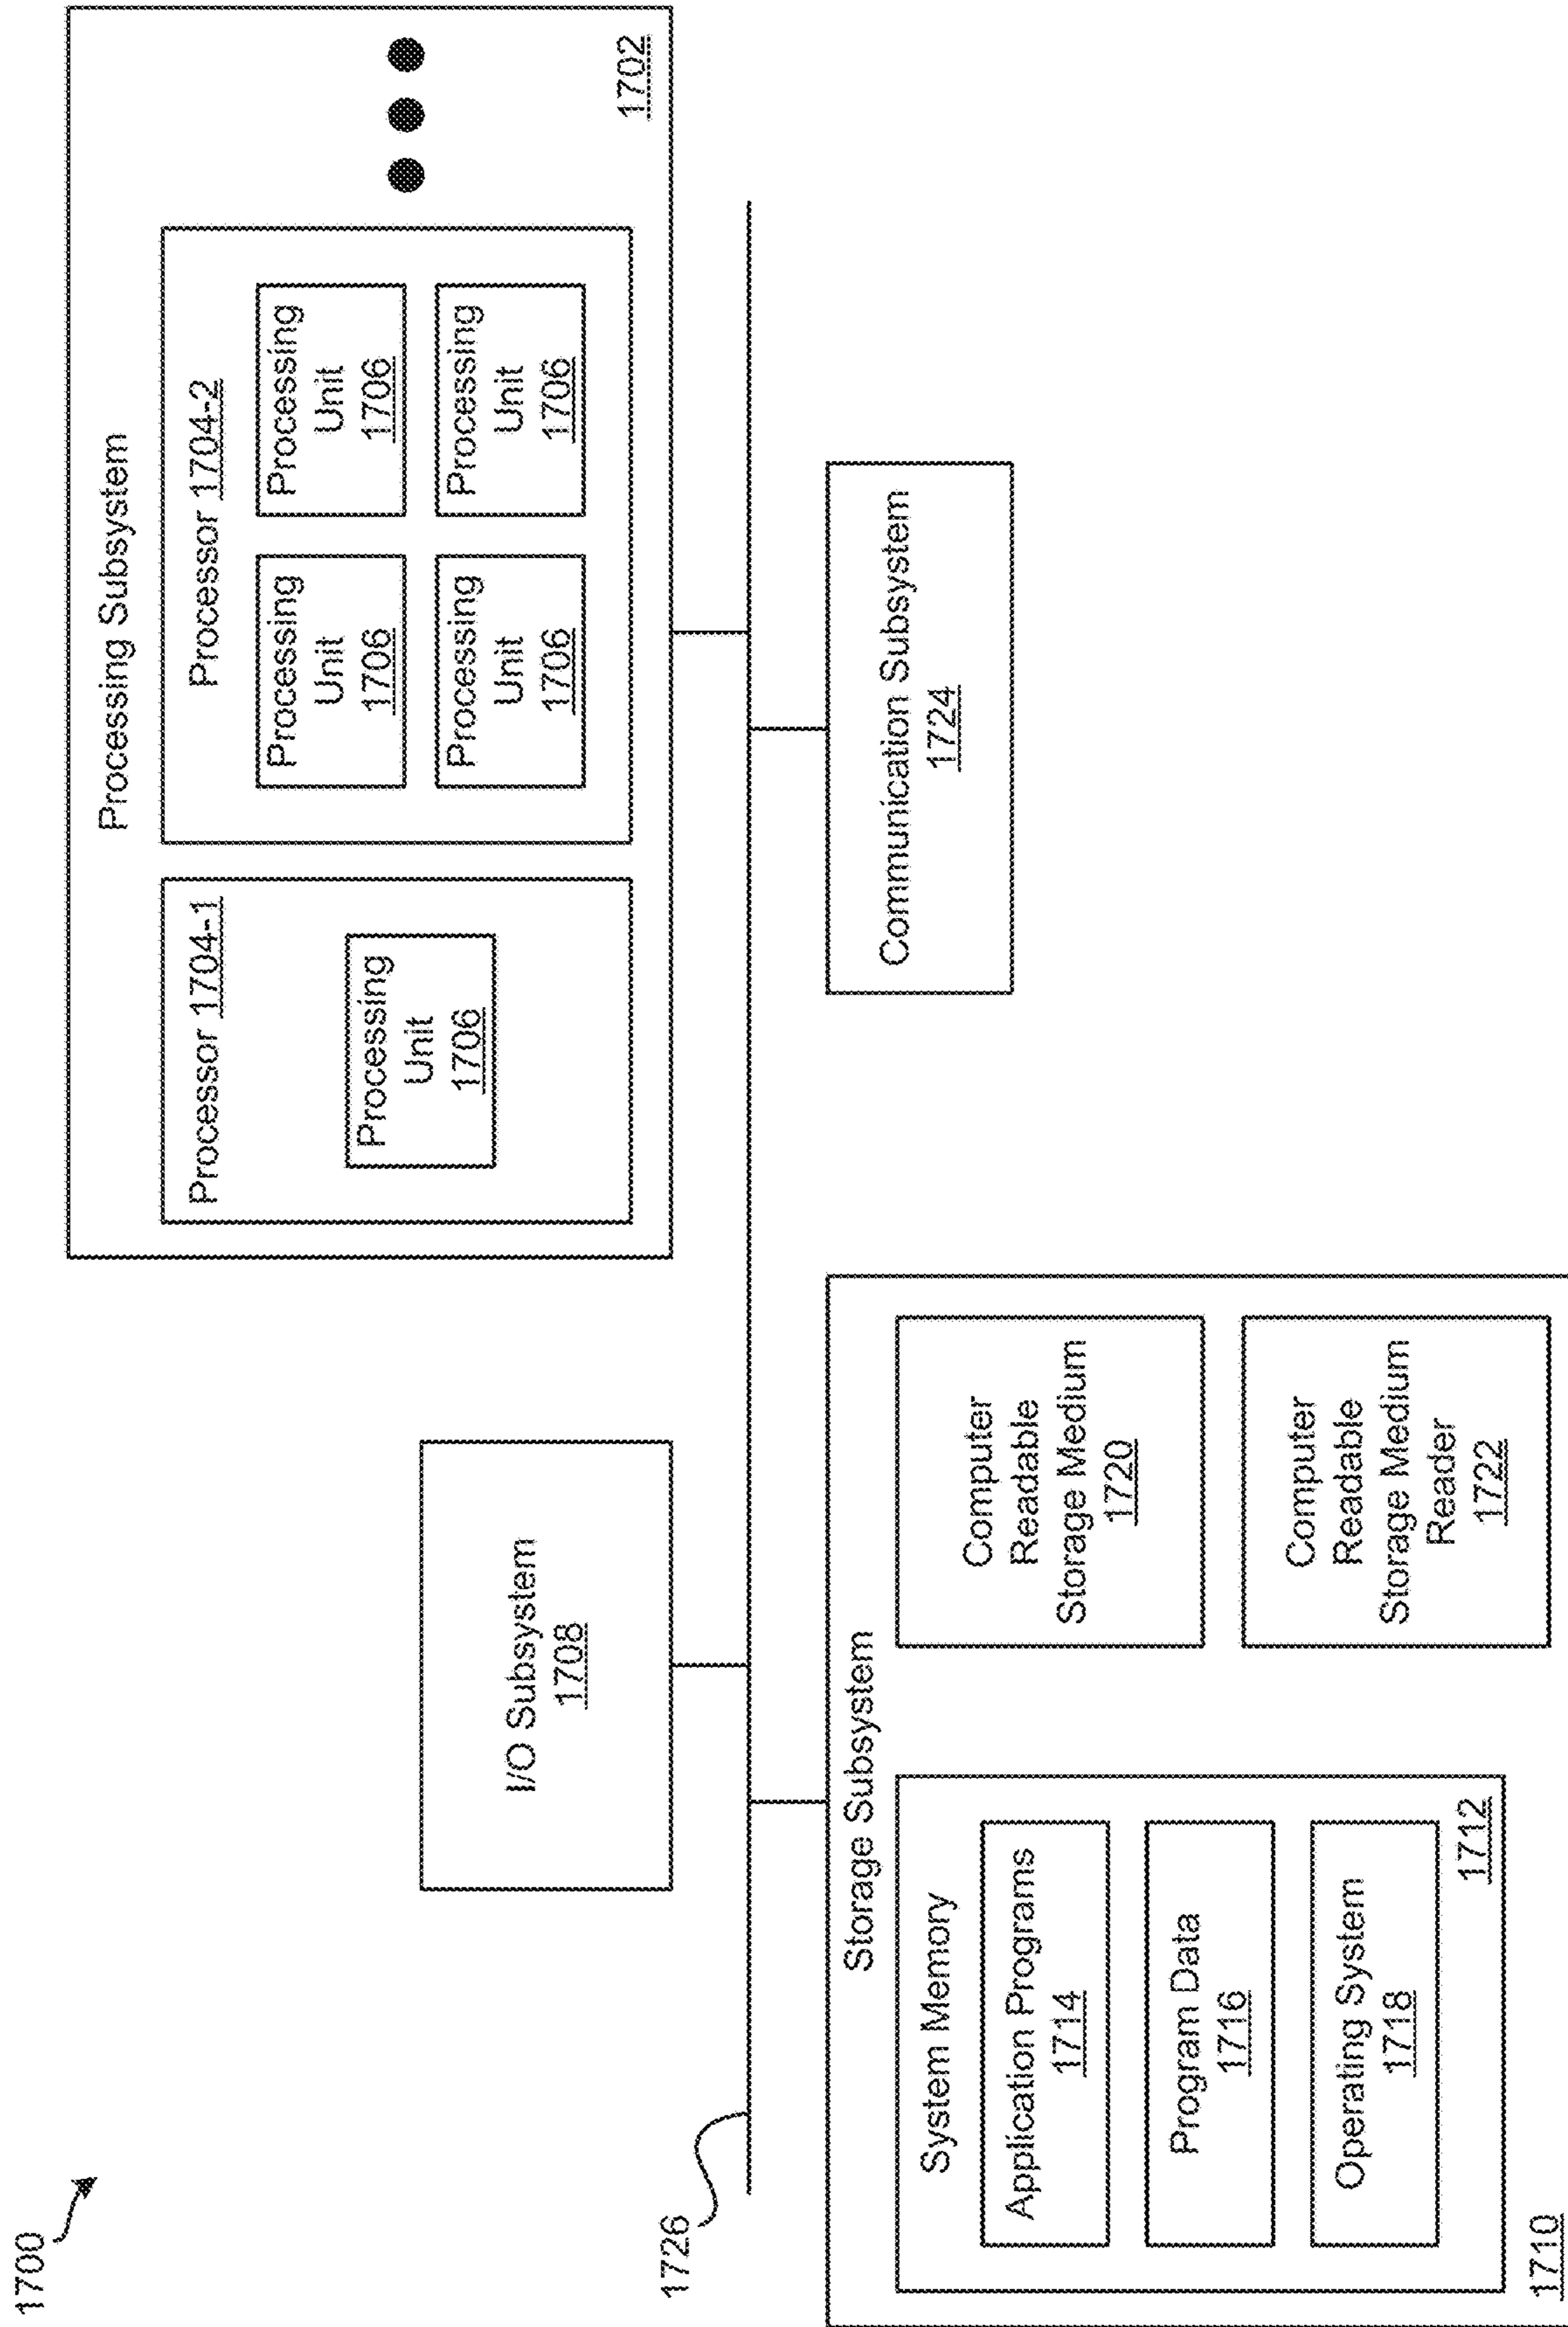 1700
Processing Subsystem
Processor 1704-1
Processing
Unit
1706
Processor 1704-2
Processing
Unit
1706
Processing
Unit
1706
Processing
Unit
1706
Processing
Unit
1706
1702
I/O Subsystem
1708
1726
Storage Subsystem
System Memory
Application Programs
1714
Program Data
1716
Operating System
1718
1712
Computer
Readable
Storage Medium
1720
Computer
Readable
Storage Medium
Reader
1722
1710
Communication Subsystem
1724